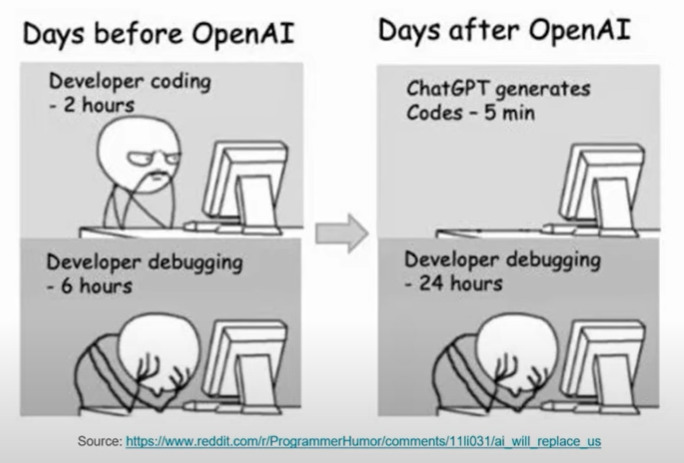 Days before OpenAI
Days after OpenAI
Developer coding
- 2 hours
ChatGPT generates
Codes – 5 min
Developer debugging
- 6 hours
Developer debugging
- 24 hours
Source: https://www.reddit.com/r/ProgrammerHumor/comments/11li031/ai_will_replace_us